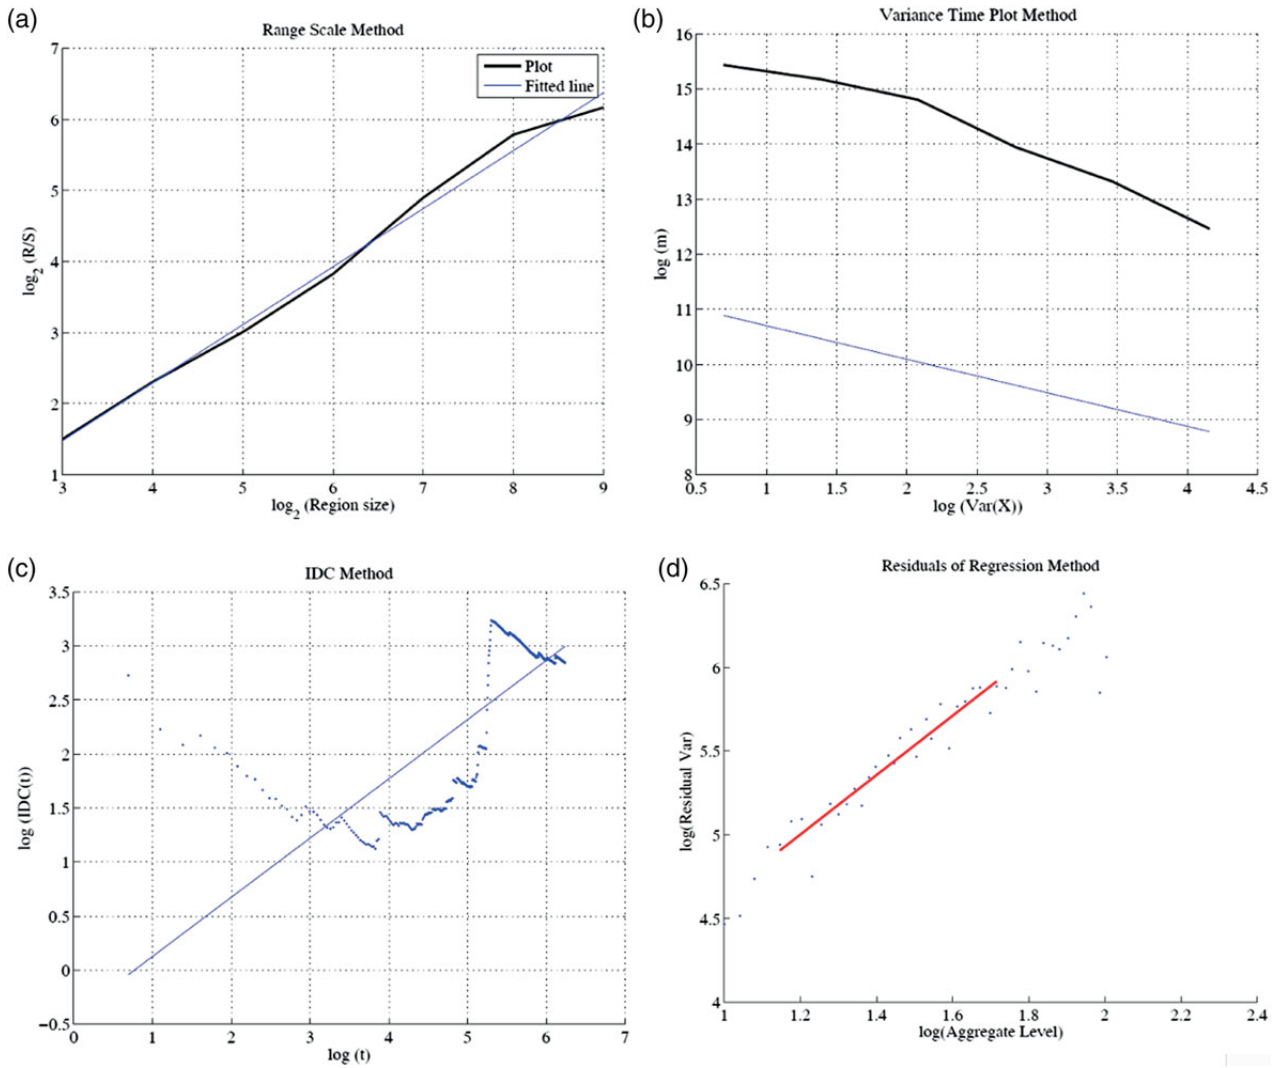 (a)
Range Scale Method
7
6
5
4
3
2
1
log2 (R/S)
Plot
Fitted line
3 4 5 6 7 8 9
log2 (Region size)
(b)
Variance Time Plot Method
16
15
14
13
12
11
10
9
8
log (m)
0.5 1 1.5 2 2.5 3 3.5 4 4.5
log (Var(X))
(c)
IDC Method
3.5
3
2.5
2
1.5
1
0.5
0
−0.5
log (IDC(t))
0 1 2 3 4 5 6 7
log (t)
(d)
Residuals of Regression Method
6.5
6
5.5
5
4.5
4
log(Residual Var)
1 1.2 1.4 1.6 1.8 2 2.2 2.4
log(Aggregate Level)